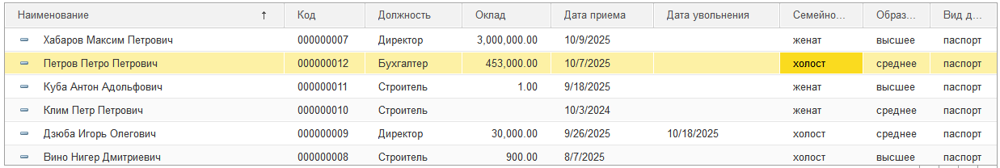 Наименование ↑ Код Должность Оклад Дата приема Дата увольнения Семейно... Образ... Вид д...
Хабаров Максим Петрович 000000007 Директор 3,000,000.00 10/9/2025 женат высшее паспорт
Петров Петро Петрович 000000012 Бухгалтер 453,000.00 10/7/2025 холост среднее паспорт
Куба Антон Адольфович 000000011 Строитель 1.00 9/18/2025 женат высшее паспорт
Клим Петр Петрович 000000010 Строитель 10/3/2024 женат среднее паспорт
Дзюба Игорь Олегович 000000009 Директор 30,000.00 9/26/2025 10/18/2025 холост среднее паспорт
Вино Нигер Дмитриевич 000000008 Строитель 900.00 8/7/2025 холост высшее паспорт